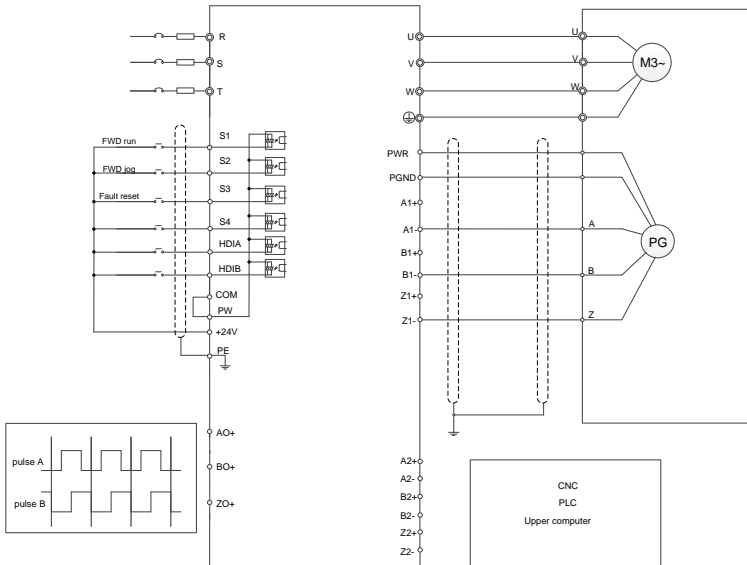 R
S
T
U
V
W
U
V
W
M3~
FWD run
S1
FWD jog
S2
Fault reset
S3
S4
HDIA
HDIB
COM
PW
+24V
PE
PWR
PGND
A1+
A1-
B1+
B1-
Z1+
Z1-
A
B
Z
PG
pulse A
pulse B
AO+
BO+
ZO+
A2+
A2-
B2+
B2-
Z2+
Z2-
CNC
PLC
Upper computer